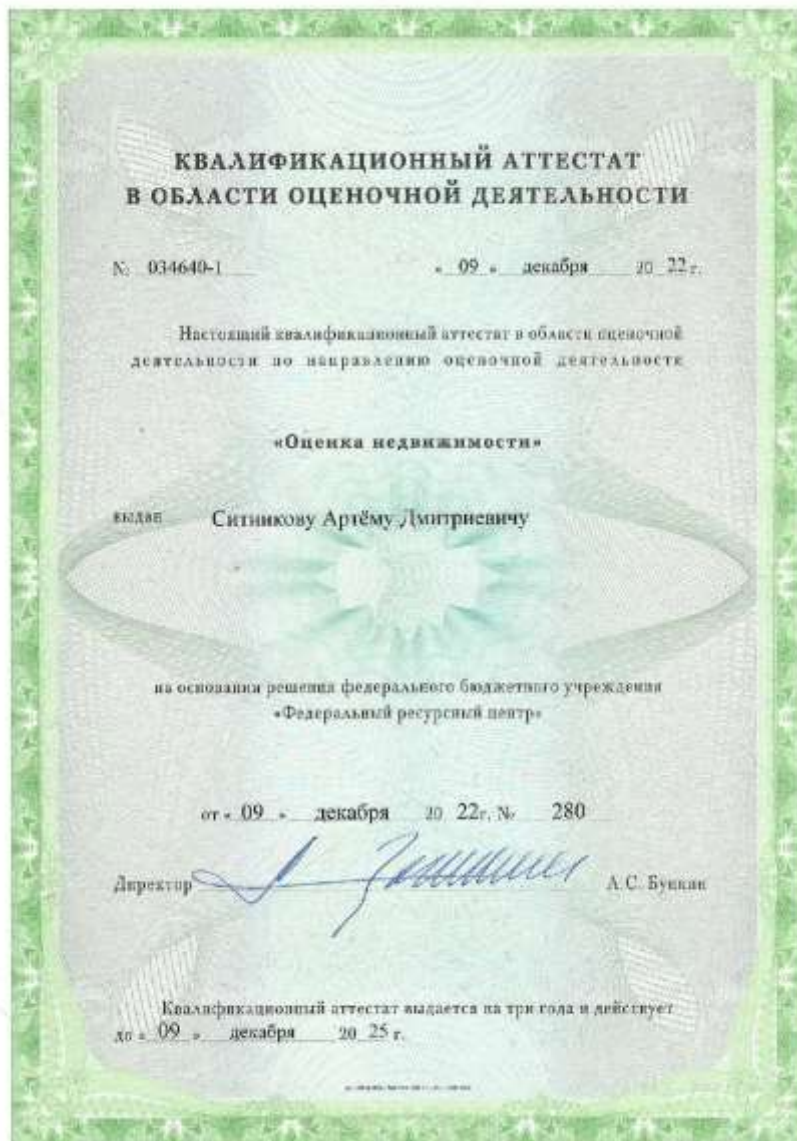 КВАЛИФИКАЦИОННЫЙ АТТЕСТАТ
В ОБЛАСТИ ОЦЕНОЧНОЙ ДЕЯТЕЛЬНОСТИ
№ 034640-1 « 09 » декабря 20 22 г.
Настоящий квалификационный аттестат в области оценочной
деятельности по направлению оценочной деятельности
«Оценка недвижимости»
выдан Ситникову Артёму Дмитриевичу
на основании решения федерального бюджетного учреждения
«Федеральный ресурсный центр»
от « 09 » декабря 20 22г. № 280
Директор А.С. Бункин
Квалификационный аттестат выдается на три года и действует
до « 09 » декабря 20 25 г.